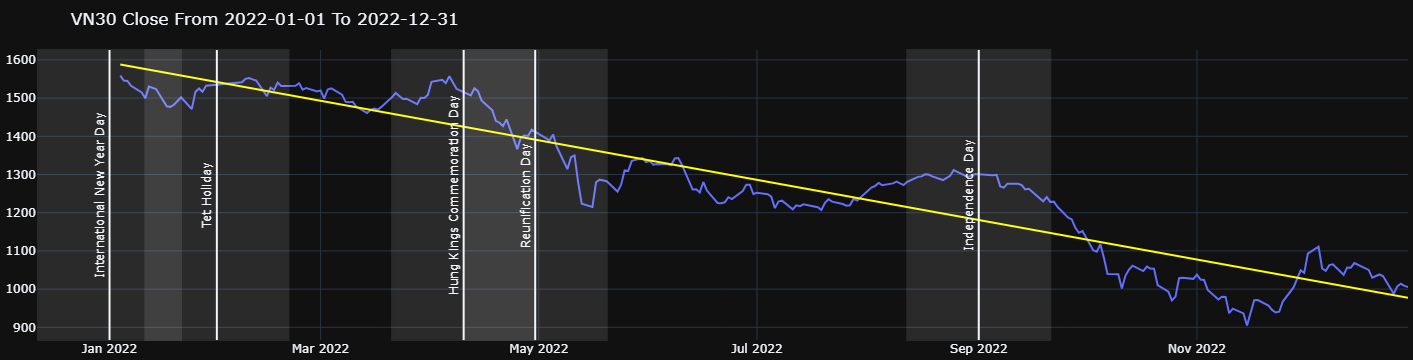 VN30 Close From 2022-01-01 To 2022-12-31
1600
1500
1400
1300
1200
1100
1000
900
International New Year Day
Tet Holiday
Hung Kings Commemoration Day
Reunification Day
Independence Day
Jan 2022
Mar 2022
May 2022
Jul 2022
Sep 2022
Nov 2022